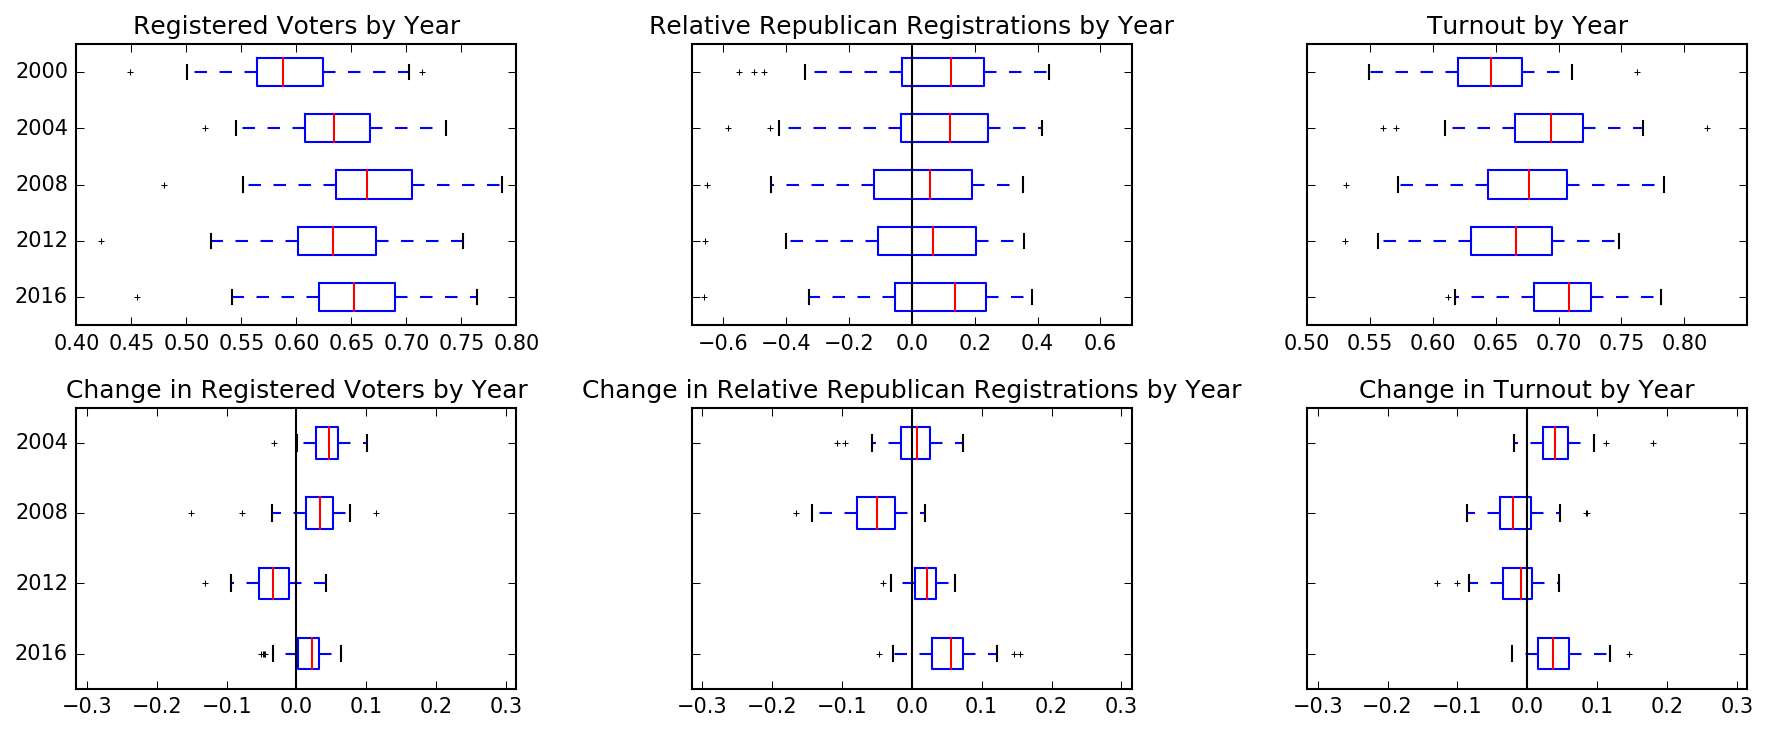 Registered Voters by Year
Relative Republican Registrations by Year
Turnout by Year
2000
2004
2008
2012
2016
0.40 0.45 0.50 0.55 0.60 0.65 0.70 0.75 0.80
−0.6 −0.4 −0.2 0.0 0.2 0.4 0.6
0.50 0.55 0.60 0.65 0.70 0.75 0.80
Change in Registered Voters by Year
Change in Relative Republican Registrations by Year
Change in Turnout by Year
2004
2008
2012
2016
−0.3 −0.2 −0.1 0.0 0.1 0.2 0.3
−0.3 −0.2 −0.1 0.0 0.1 0.2 0.3
−0.3 −0.2 −0.1 0.0 0.1 0.2 0.3